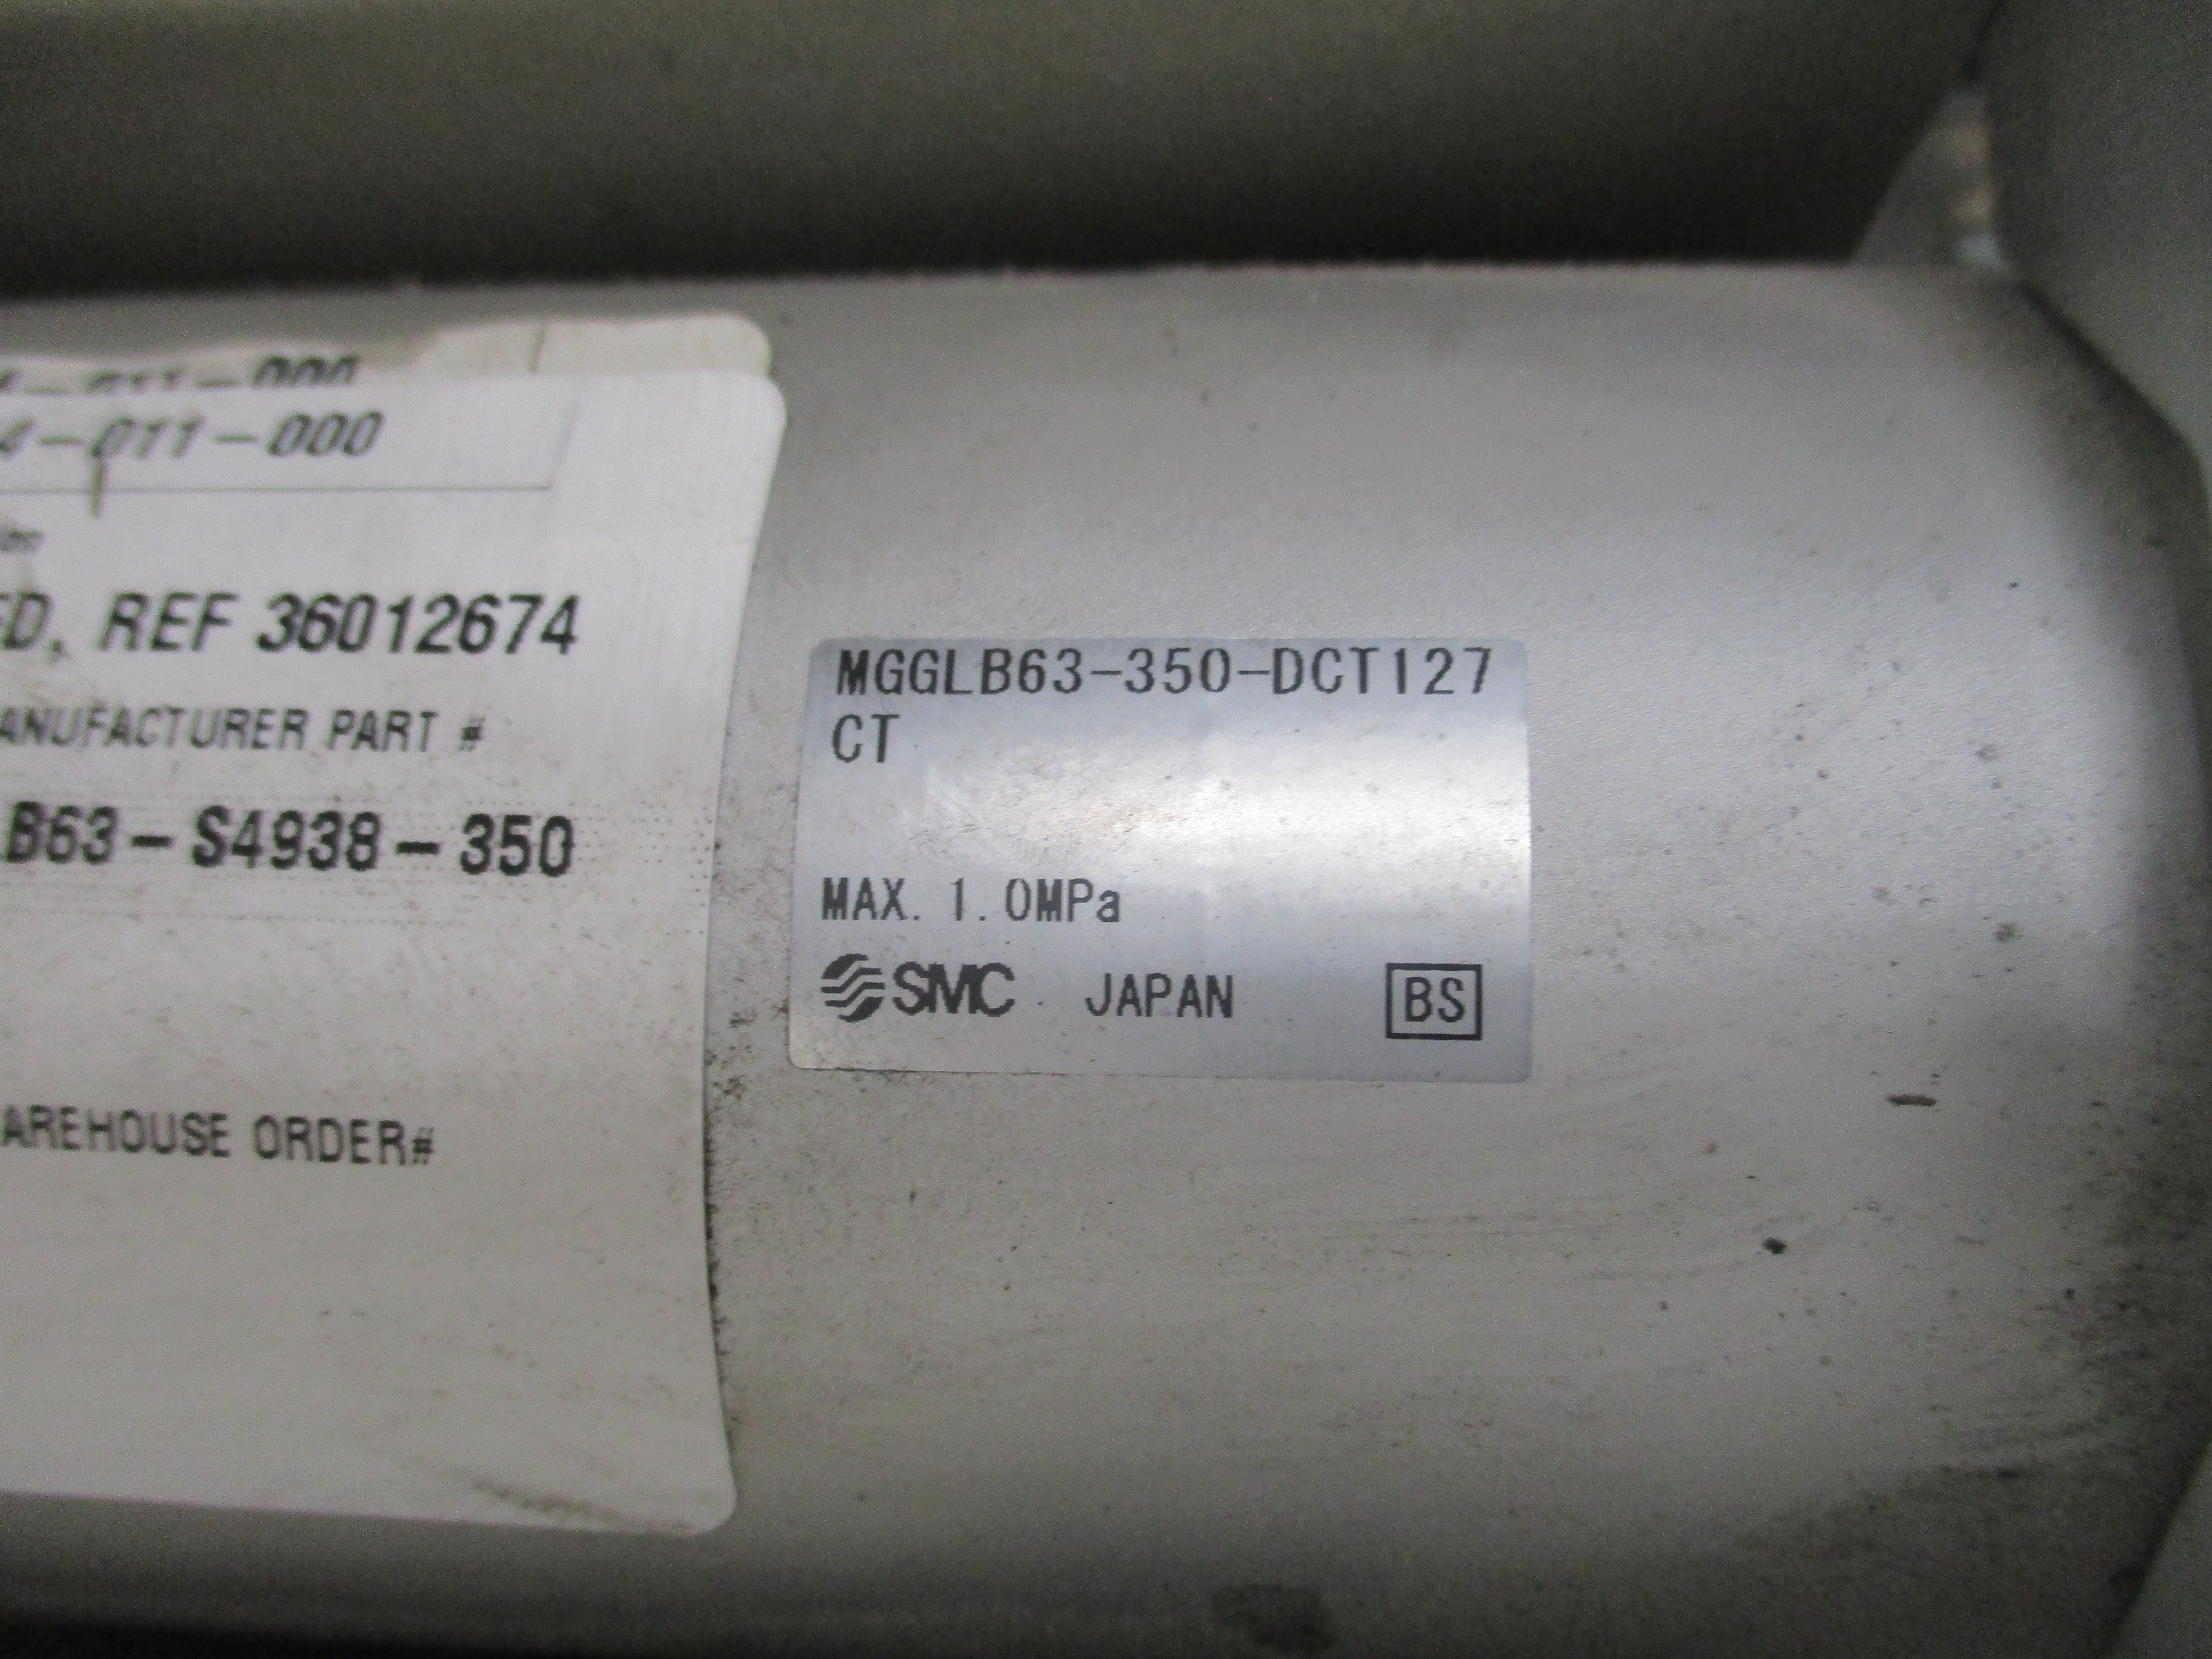 4-011-000
ED, REF 36012674
ANUFACTURER PART #
LB63-S4938-350
AREHOUSE ORDER#
MGGLB63-350-DCT127
CT
MAX. 1.0MPa
SMC JAPAN BS